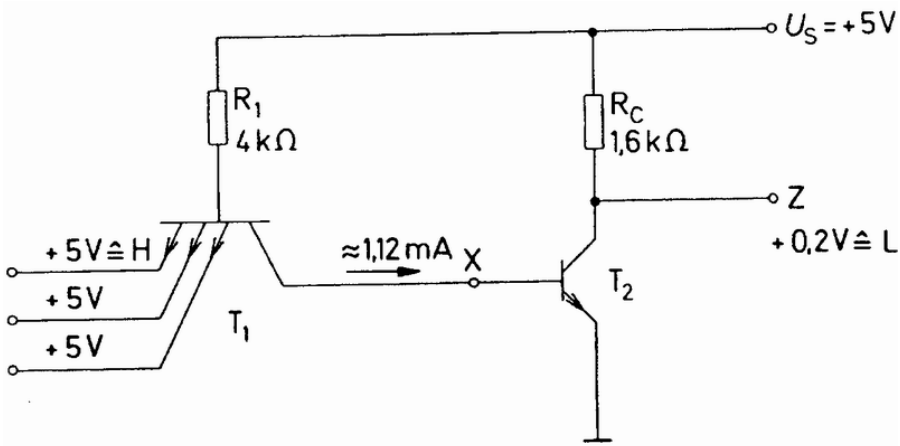 U_S = +5V
R_1
4kΩ
R_C
1,6kΩ
Z
+0,2V ≙ L
+5V ≙ H
+5V
+5V
T_1
≈1,12mA
X
T_2